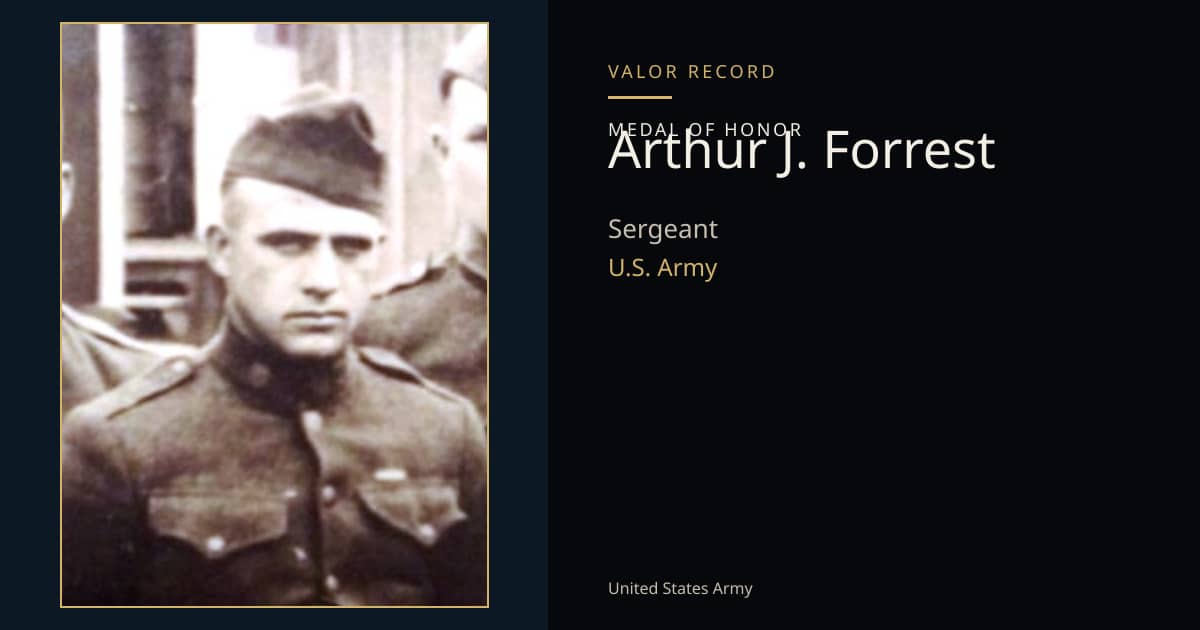 VALOR RECORD
MEDAL OF HONOR
Arthur J. Forrest
Sergeant
U.S. Army
United States Army